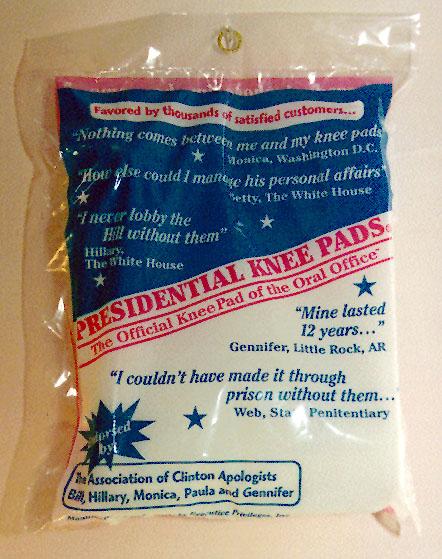 Favored by thousands of satisfied customers...
"Nothing comes between me and my knee pads
Monica, Washington D.C.
"How else could I manage his personal affairs"
Betty, The White House
"I never lobby the
Hill without them"
Hillary,
The White House
PRESIDENTIAL KNEE PADS
The Official Knee Pad of the Oral Office
"Mine lasted
12 years..."
Gennifer, Little Rock, AR
"I couldn't have made it through
prison without them...
Web, State Penitentiary
by:
The Association of Clinton Apologists
Bill, Hillary, Monica, Paula and Gennifer
Executive Privileges, Inc.